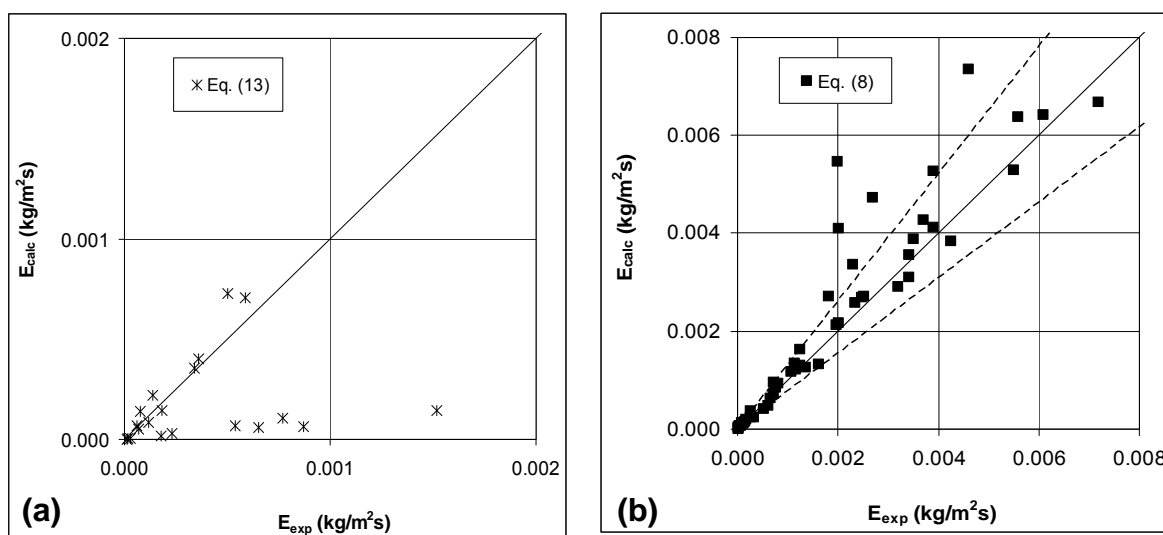 0.002
Eq. (13)
0.001
0.000
0.000 0.001 0.002
E_calc (kg/m²s)
E_exp (kg/m²s)
(a)
0.008
Eq. (8)
0.006
0.004
0.002
0.000
0.000 0.002 0.004 0.006 0.008
E_calc (kg/m²s)
E_exp (kg/m²s)
(b)